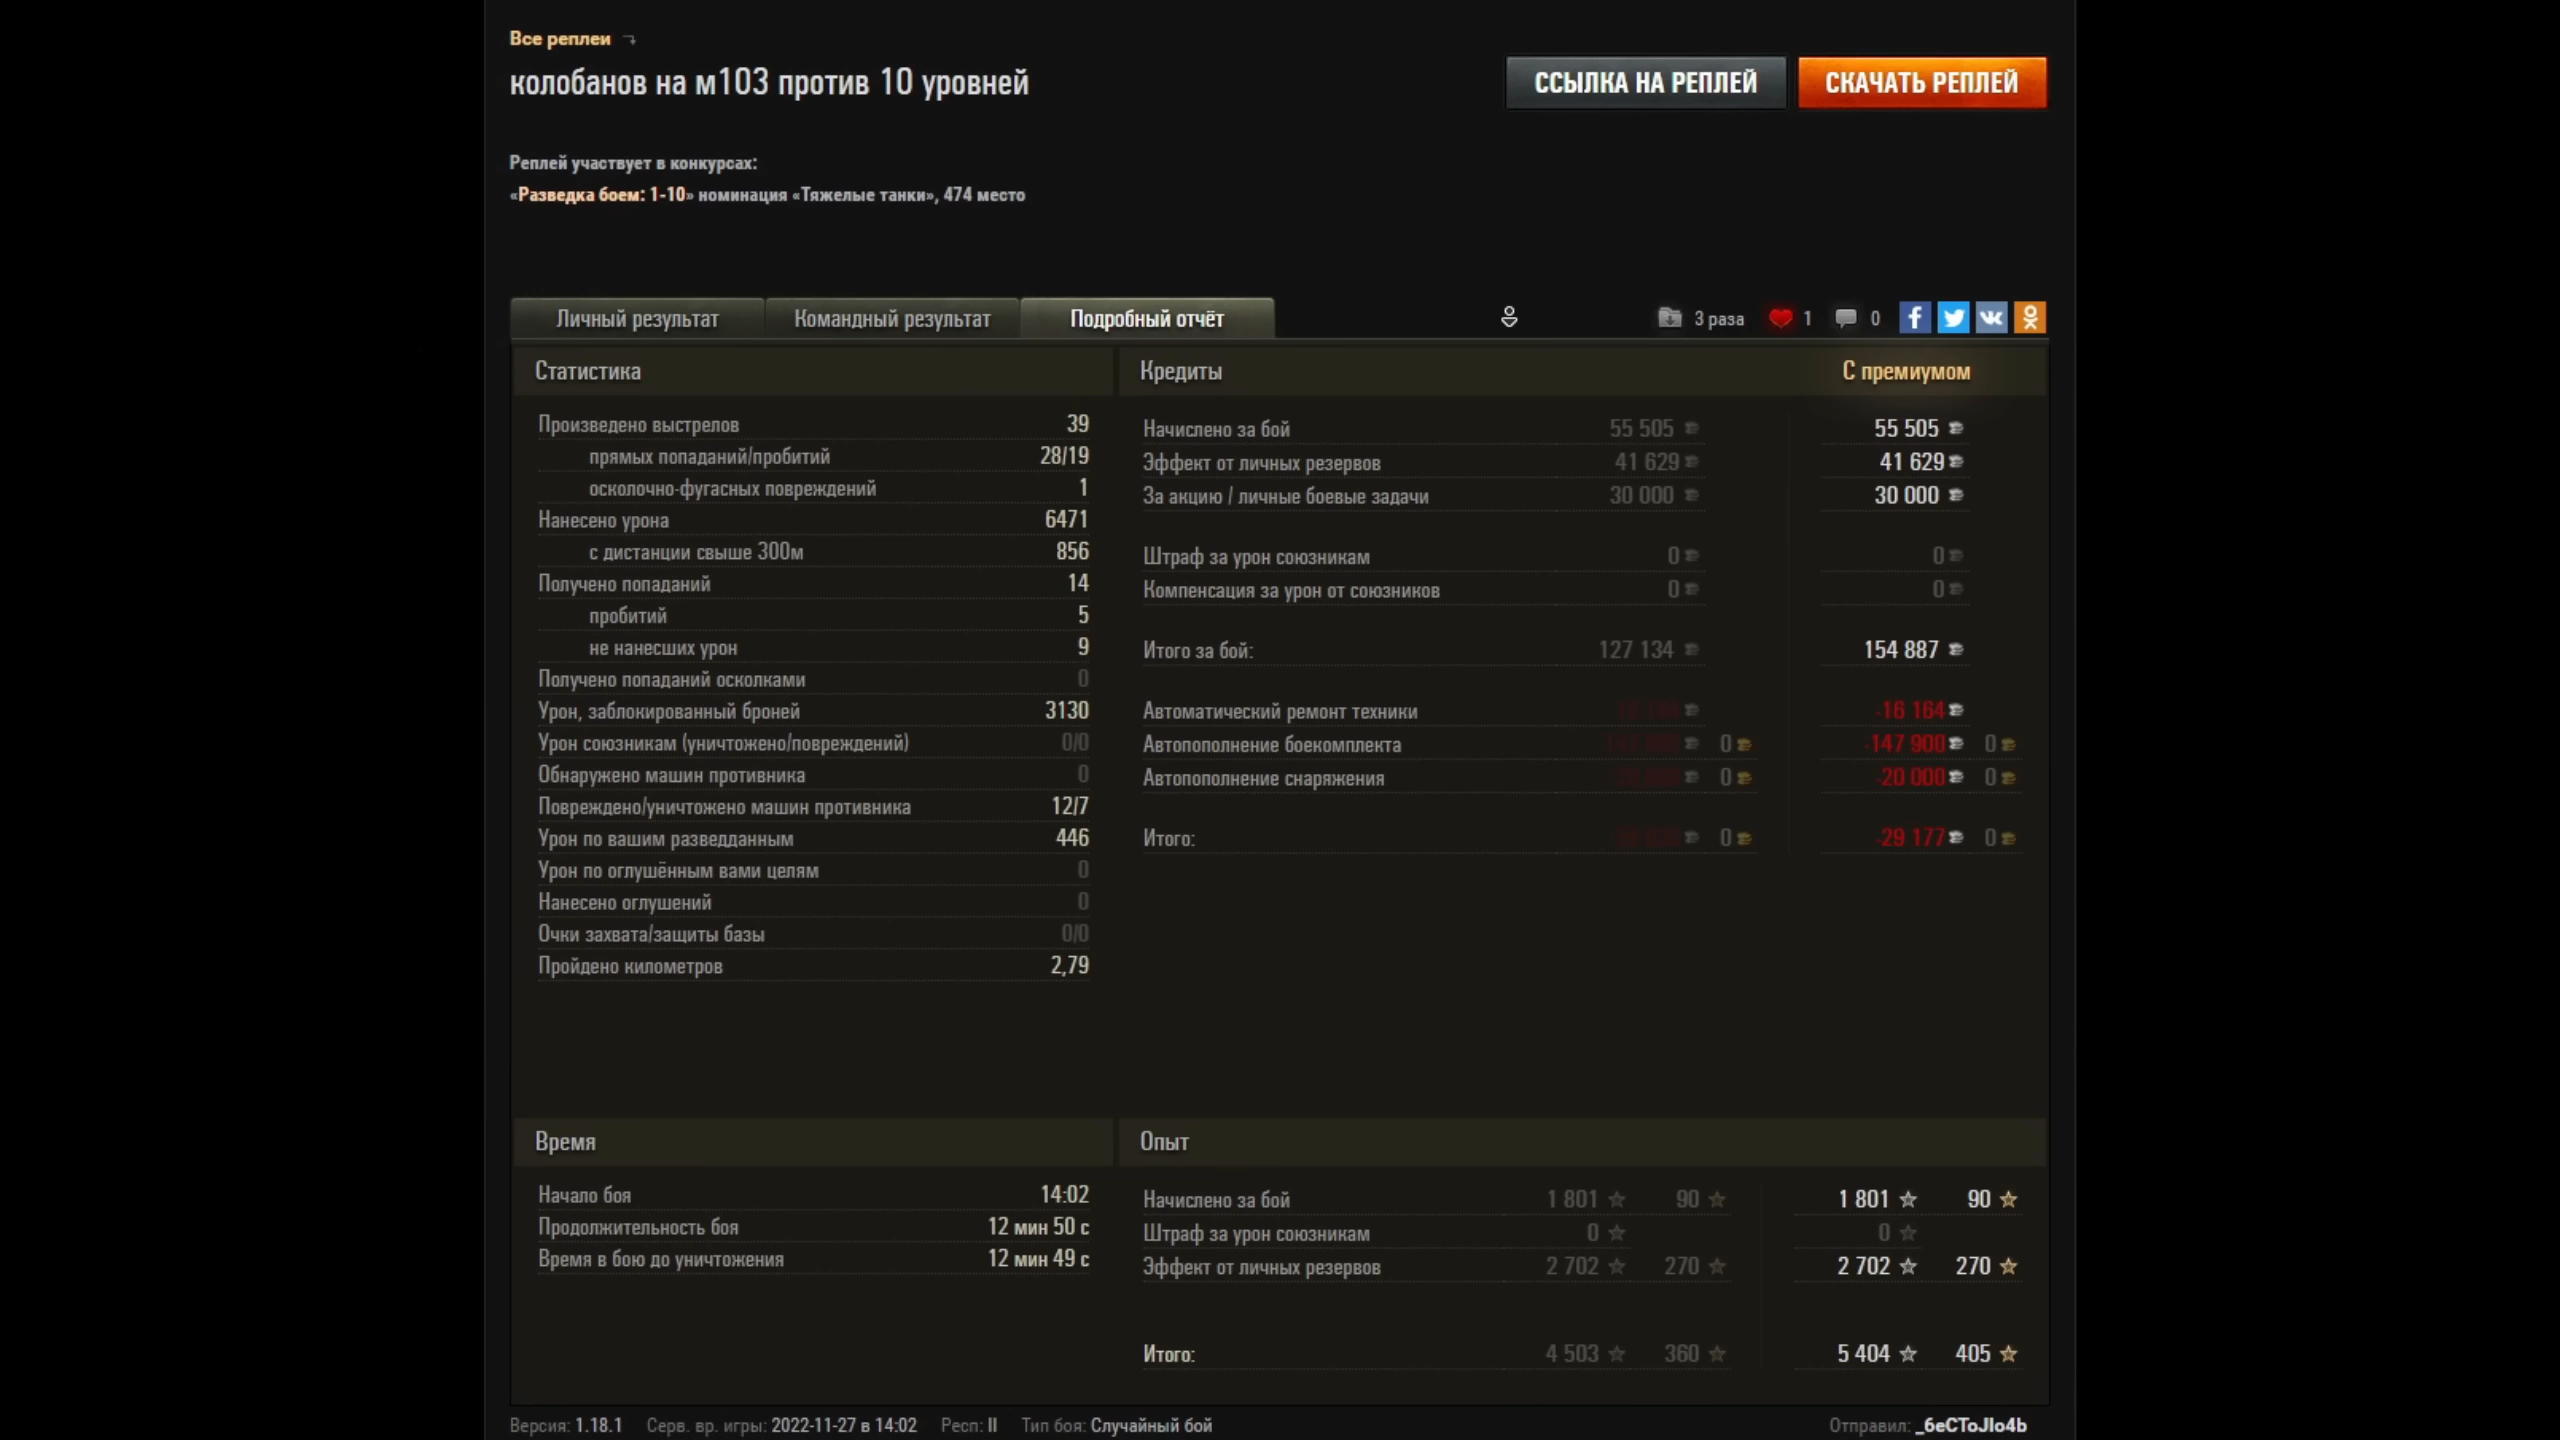 Все реплеи
колобанов на м103 против 10 уровней
ССЫЛКА НА РЕПЛЕЙ
СКАЧАТЬ РЕПЛЕЙ
Реплей участвует в конкурсах:
«Разведка боем: 1-10» номинация «Тяжелые танки», 474 место
Личный результат
Командный результат
Подробный отчёт
3 раза
1
0
Статистика
Произведено выстрелов 39
прямых попаданий/пробитий 28/19
осколочно-фугасных повреждений 1
Нанесено урона 6471
с дистанции свыше 300м 856
Получено попаданий 14
пробитий 5
не нанесших урон 9
Получено попаданий осколками 0
Урон, заблокированный броней 3130
Урон союзникам (уничтожено/повреждений) 0/0
Обнаружено машин противника 0
Повреждено/уничтожено машин противника 12/7
Урон по вашим разведданным 446
Урон по оглушённым вами целям 0
Нанесено оглушений 0
Очки захвата/защиты базы 0/0
Пройдено километров 2,79
Кредиты С премиумом
Начислено за бой 55 505 55 505
Эффект от личных резервов 41 629 41 629
За акцию / личные боевые задачи 30 000 30 000
Штраф за урон союзникам 0 0
Компенсация за урон от союзников 0 0
Итого за бой: 127 134 154 887
Автоматический ремонт техники -16 164
Автопополнение боекомплекта 0 -147 900 0
Автопополнение снаряжения 0 -20 000 0
Итого: 0 -29 177 0
Время
Начало боя 14:02
Продолжительность боя 12 мин 50 с
Время в бою до уничтожения 12 мин 49 с
Опыт
Начислено за бой 1 801 90 1 801 90
Штраф за урон союзникам 0 0
Эффект от личных резервов 2 702 270 2 702 270
Итого: 4 503 360 5 404 405
Версия: 1.18.1 Серв. вр. игры: 2022-11-27 в 14:02 Респ: II Тип боя: Случайный бой
Отправил: _6eCToJIo4b